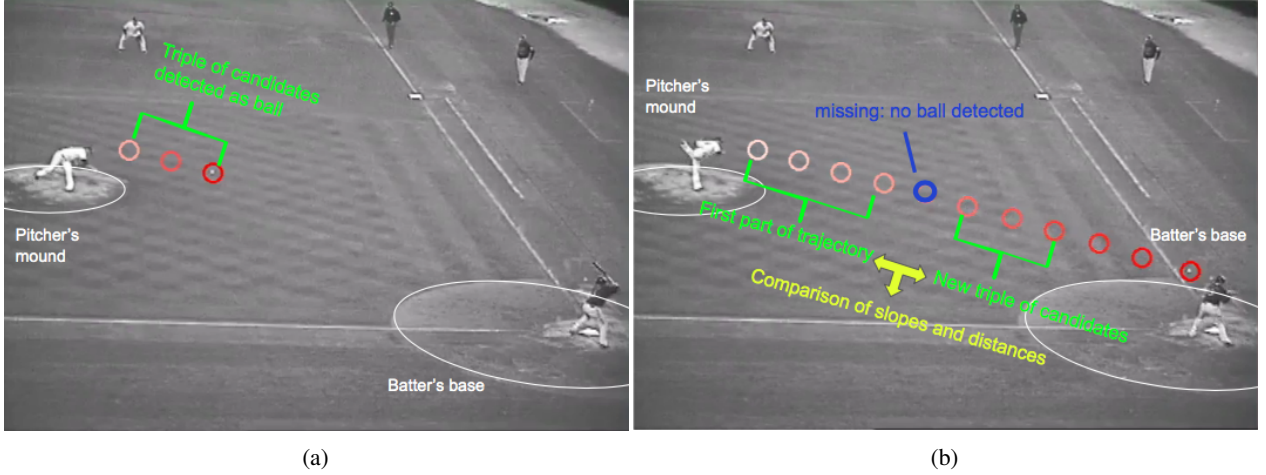 Triple of candidates
detected as ball
Pitcher's
mound
Batter's base
(a)
Pitcher's
mound
missing: no ball detected
First part of trajectory
Batter's base
New triple of candidates
Comparison of slopes and distances
(b)